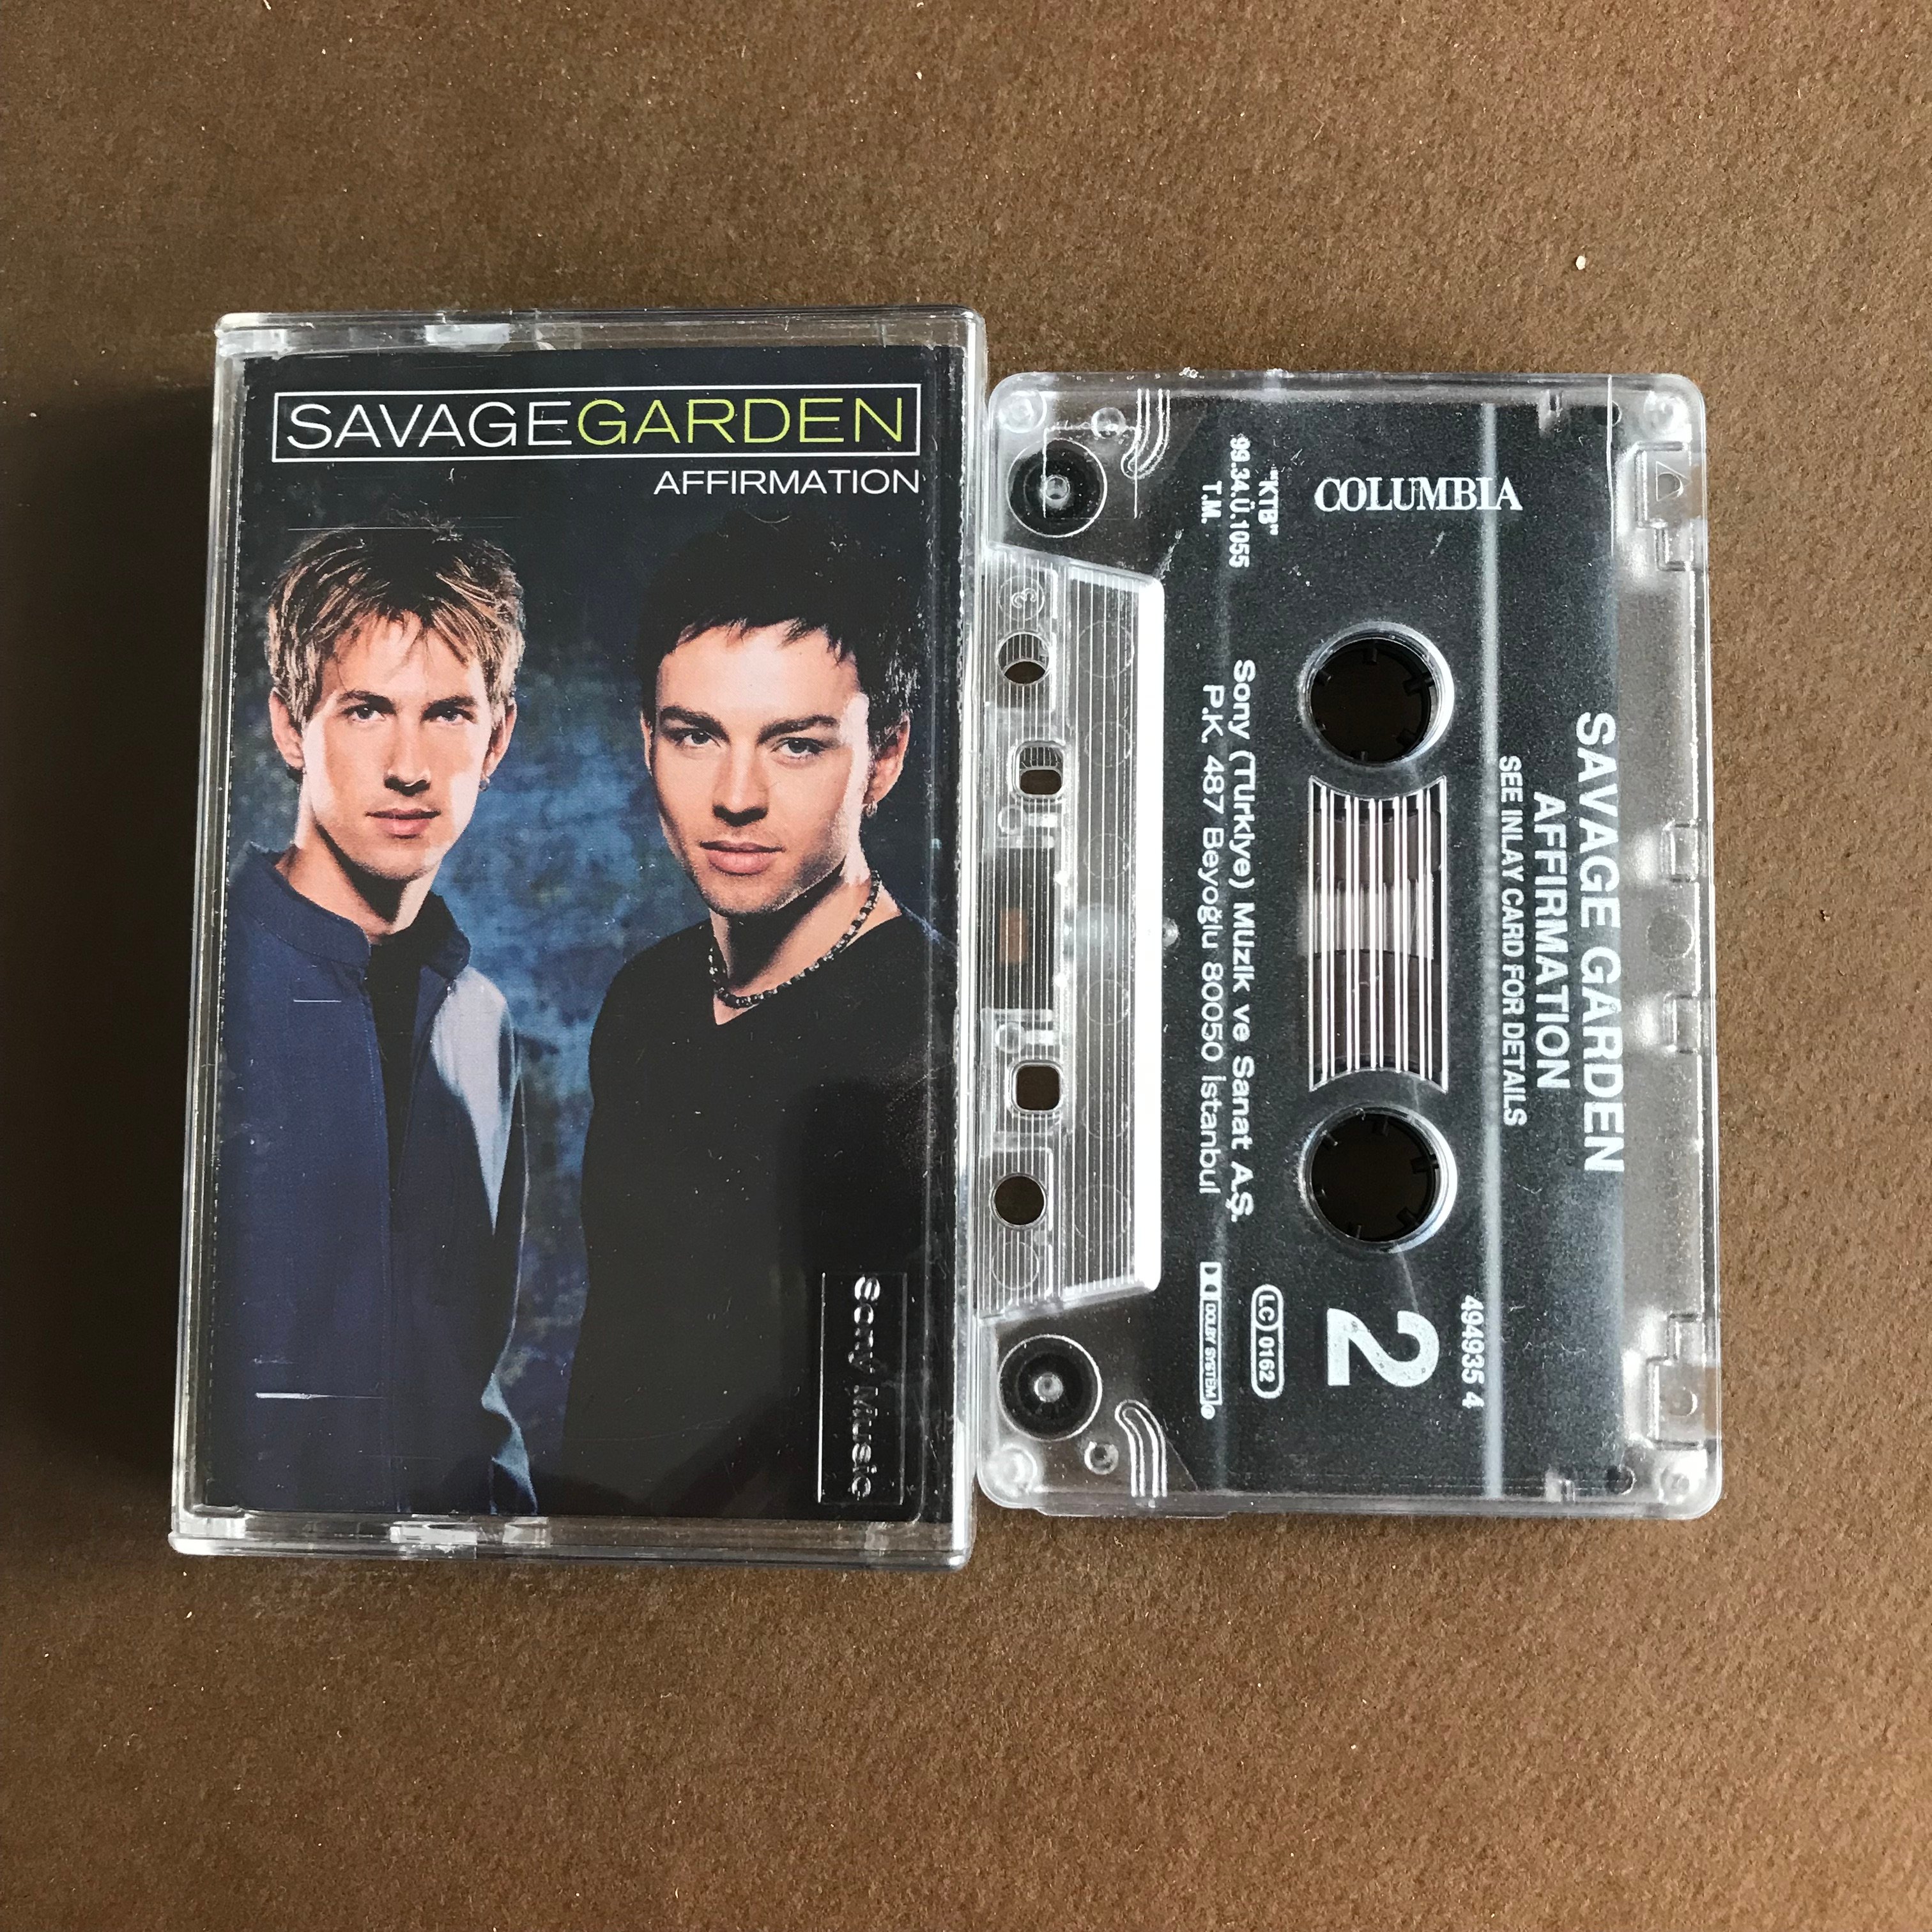 SAVAGEGARDEN
AFFIRMATION
Sony Music
SAVAGE GARDEN
AFFIRMATION
SEE INLAY CARD FOR DETAILS
COLUMBIA
494935 4
2
"KTB"
99.34.Ü.1055
T.M.
LC 0162
Sony (Türkiye) Müzik ve Sanat A.Ş.
P.K. 487 Beyoğlu 80050 İstanbul
DOLBY SYSTEM
3